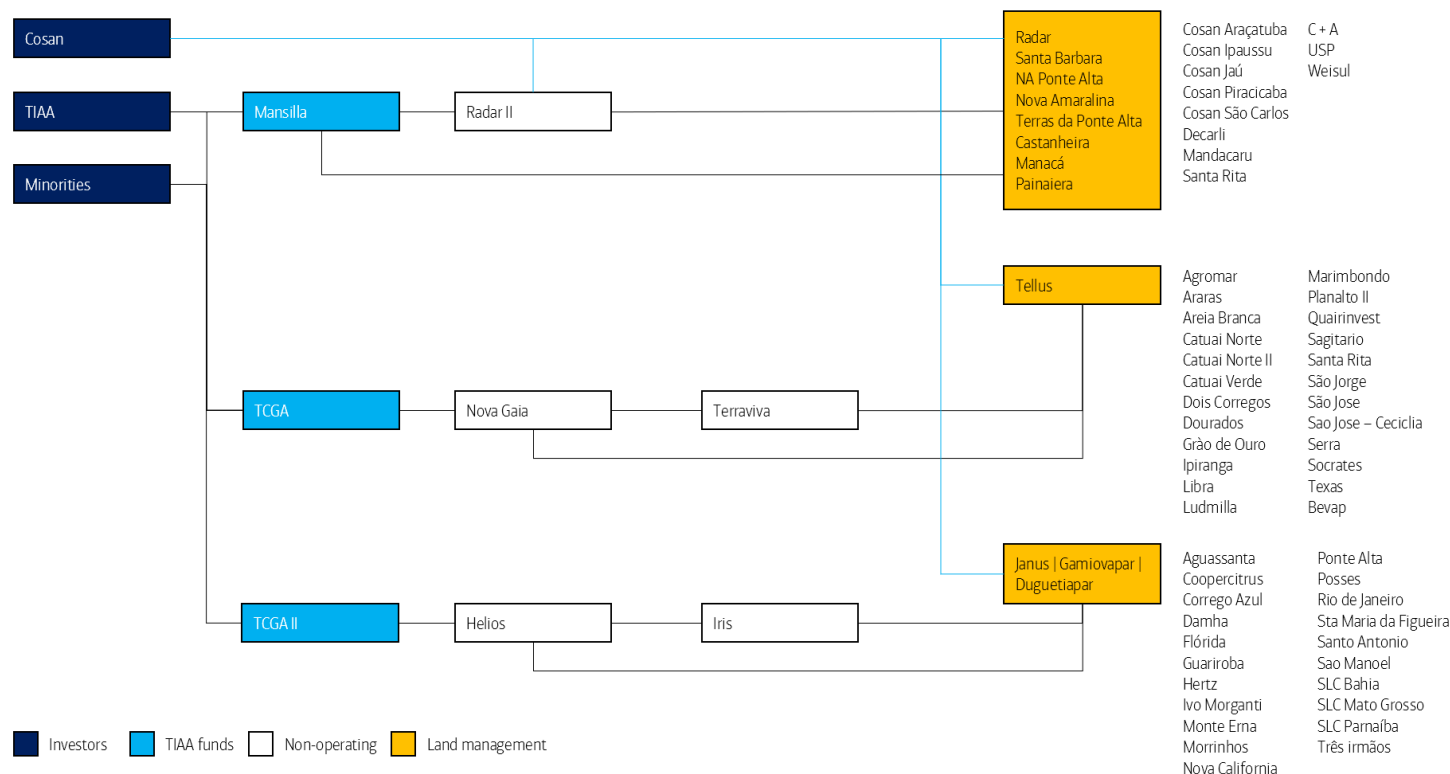 Cosan
TIAA
Minorities
Mansilla
Radar II
Radar
Santa Barbara
NA Ponte Alta
Nova Amaralina
Terras da Ponte Alta
Castanheira
Manacá
Painaiera
Cosan Araçatuba
Cosan Ipaussu
Cosan Jaú
Cosan Piracicaba
Cosan São Carlos
Decarli
Mandacaru
Santa Rita
C + A
USP
Weisul
TCGA
Nova Gaia
Terraviva
Tellus
Agromar
Araras
Areia Branca
Catuai Norte
Catuai Norte II
Catuai Verde
Dois Corregos
Dourados
Grào de Ouro
Ipiranga
Libra
Ludmilla
Marimbondo
Planalto II
Quairinvest
Sagitario
Santa Rita
São Jorge
São Jose
Sao Jose – Ceciclia
Serra
Socrates
Texas
Bevap
TCGA II
Helios
Iris
Janus | Gamiovapar |
Duguetiapar
Aguassanta
Coopercitrus
Corrego Azul
Damha
Flórida
Guariroba
Hertz
Ivo Morganti
Monte Erna
Morrinhos
Nova California
Ponte Alta
Posses
Rio de Janeiro
Sta Maria da Figueira
Santo Antonio
Sao Manoel
SLC Bahia
SLC Mato Grosso
SLC Parnaíba
Três irmãos
Investors
TIAA funds
Non-operating
Land management